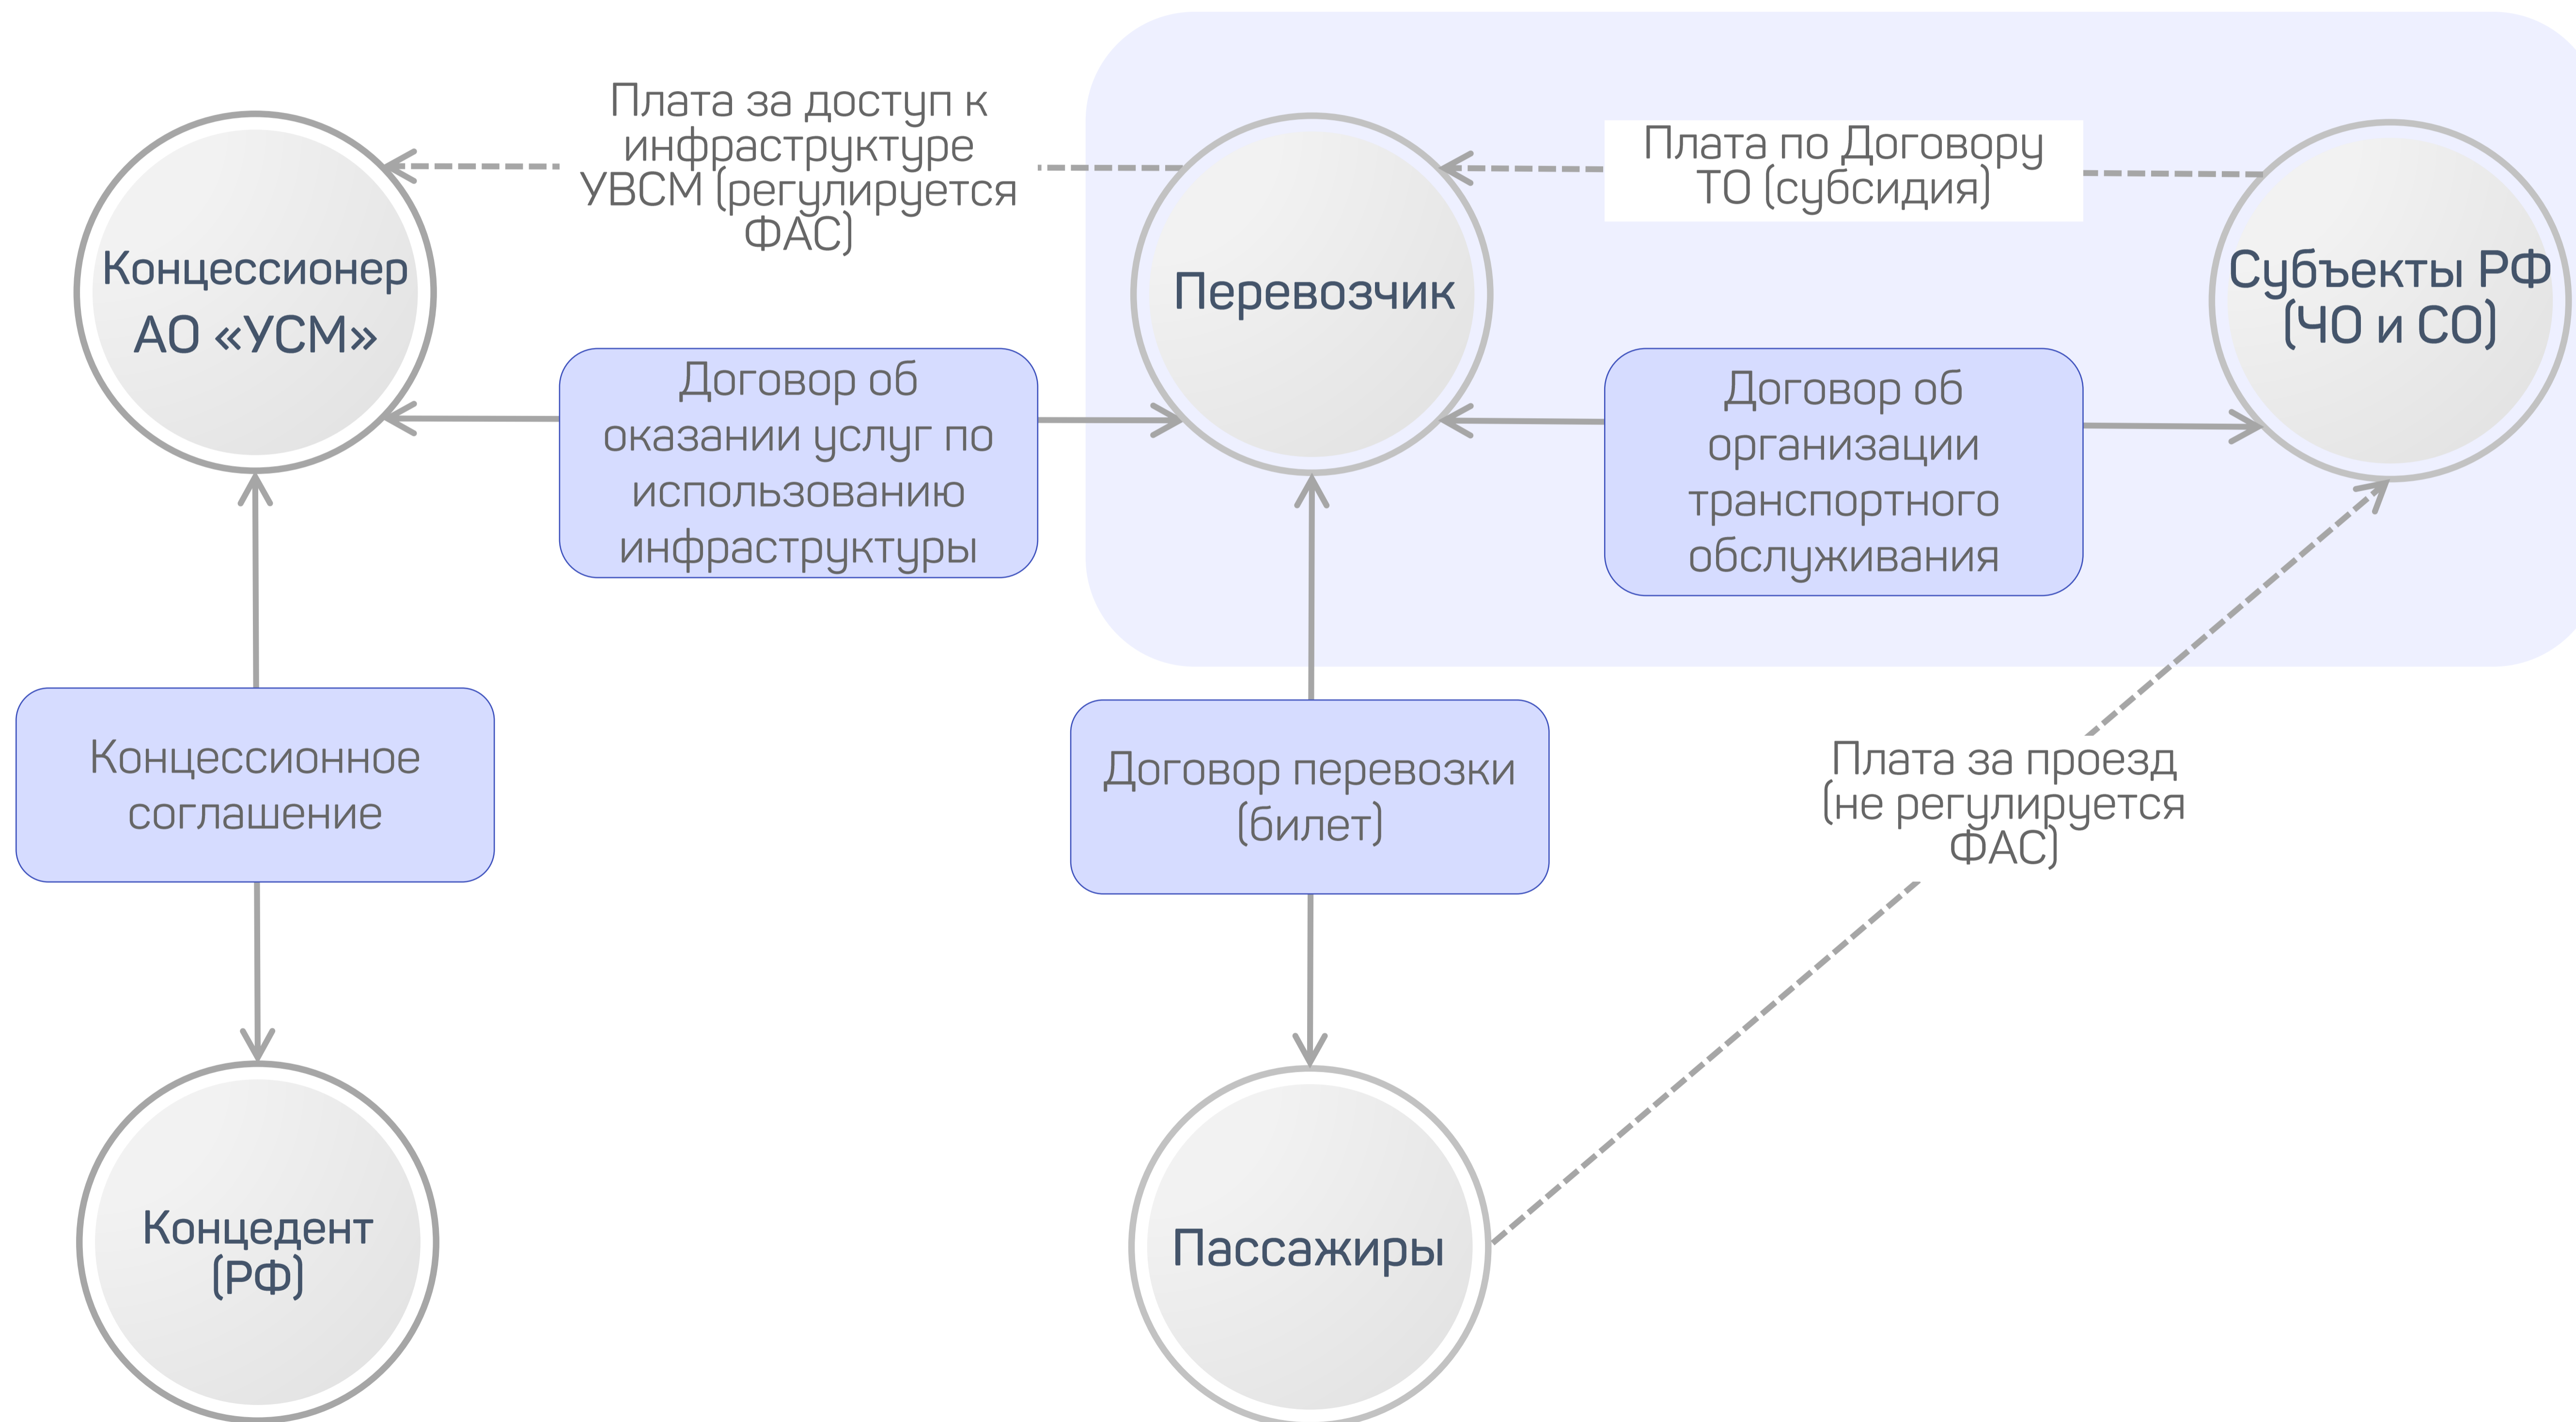 Плата за доступ к
инфраструктуре
УВСМ (регулируется
ФАС)
Плата по Договору
ТО (субсидия)
Концессионер
АО «УСМ»
Перевозчик
Субъекты РФ
(ЧО и СО)
Договор об
оказании услуг по
использованию
инфраструктуры
Договор об
организации
транспортного
обслуживания
Концессионное
соглашение
Договор перевозки
(билет)
Плата за проезд
(не регулируется
ФАС)
Концедент
(РФ)
Пассажиры